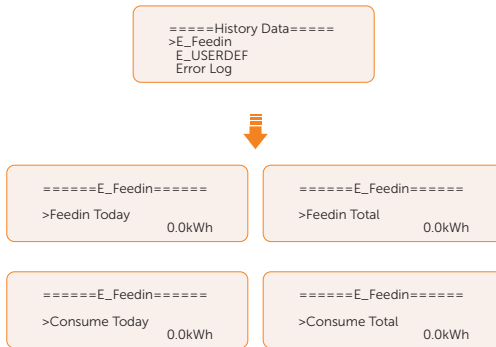 =====History Data=====
>E_Feedin
E_USERDEF
Error Log
======E_Feedin======
>Feedin Today
0.0kWh
======E_Feedin======
>Feedin Total
0.0kWh
======E_Feedin======
>Consume Today
0.0kWh
======E_Feedin======
>Consume Total
0.0kWh